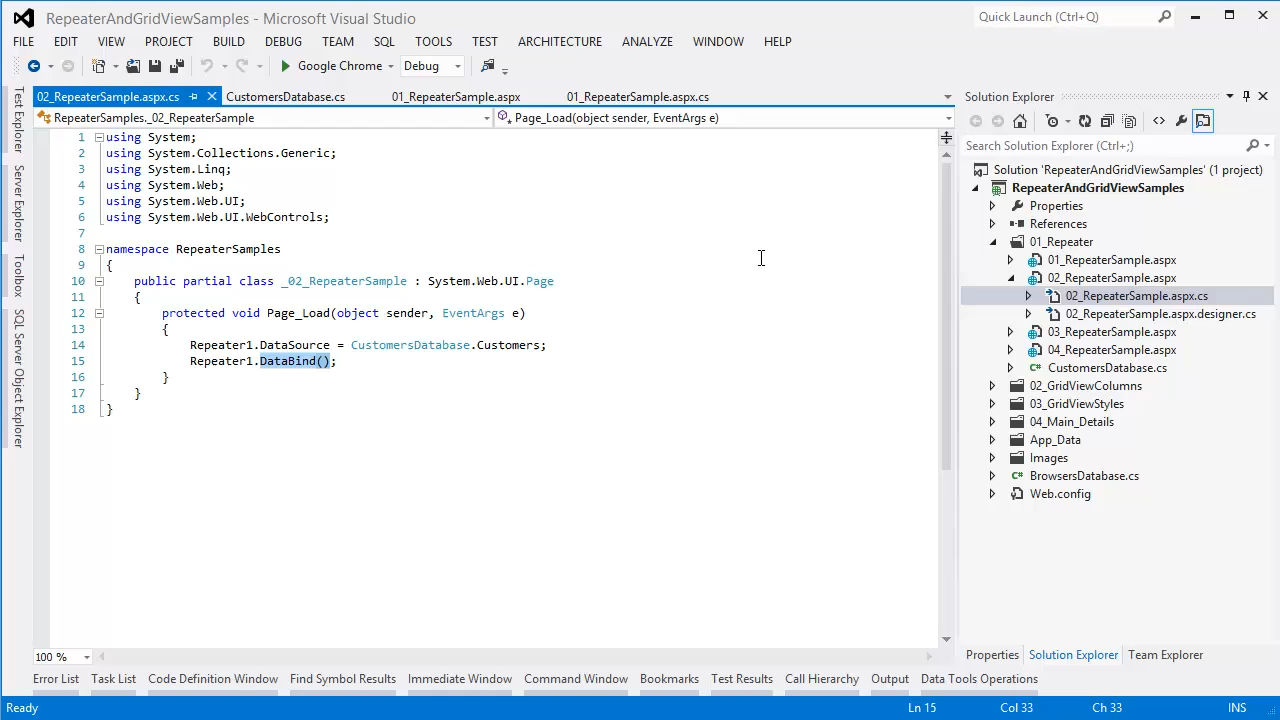 RepeaterAndGridViewSamples - Microsoft Visual Studio
Quick Launch (Ctrl+Q)
FILE EDIT VIEW PROJECT BUILD DEBUG TEAM SQL TOOLS TEST ARCHITECTURE ANALYZE WINDOW HELP
Google Chrome Debug
02_RepeaterSample.aspx.cs CustomersDatabase.cs 01_RepeaterSample.aspx 01_RepeaterSample.aspx.cs
RepeaterSamples._02_RepeaterSample Page_Load(object sender, EventArgs e)
1 using System;
2 using System.Collections.Generic;
3 using System.Linq;
4 using System.Web;
5 using System.Web.UI;
6 using System.Web.UI.WebControls;
7
8 namespace RepeaterSamples
9 {
10 public partial class _02_RepeaterSample : System.Web.UI.Page
11 {
12 protected void Page_Load(object sender, EventArgs e)
13 {
14 Repeater1.DataSource = CustomersDatabase.Customers;
15 Repeater1.DataBind();
16 }
17 }
18 }
100 %
Test Explorer
Server Explorer
Toolbox
SQL Server Object Explorer
Solution Explorer
Search Solution Explorer (Ctrl+;)
Solution 'RepeaterAndGridViewSamples' (1 project)
RepeaterAndGridViewSamples
Properties
References
01_Repeater
01_RepeaterSample.aspx
02_RepeaterSample.aspx
02_RepeaterSample.aspx.cs
02_RepeaterSample.aspx.designer.cs
03_RepeaterSample.aspx
04_RepeaterSample.aspx
CustomersDatabase.cs
02_GridViewColumns
03_GridViewStyles
04_Main_Details
App_Data
Images
BrowsersDatabase.cs
Web.config
Properties Solution Explorer Team Explorer
Error List Task List Code Definition Window Find Symbol Results Immediate Window Command Window Bookmarks Test Results Call Hierarchy Output Data Tools Operations
Ready Ln 15 Col 33 Ch 33 INS